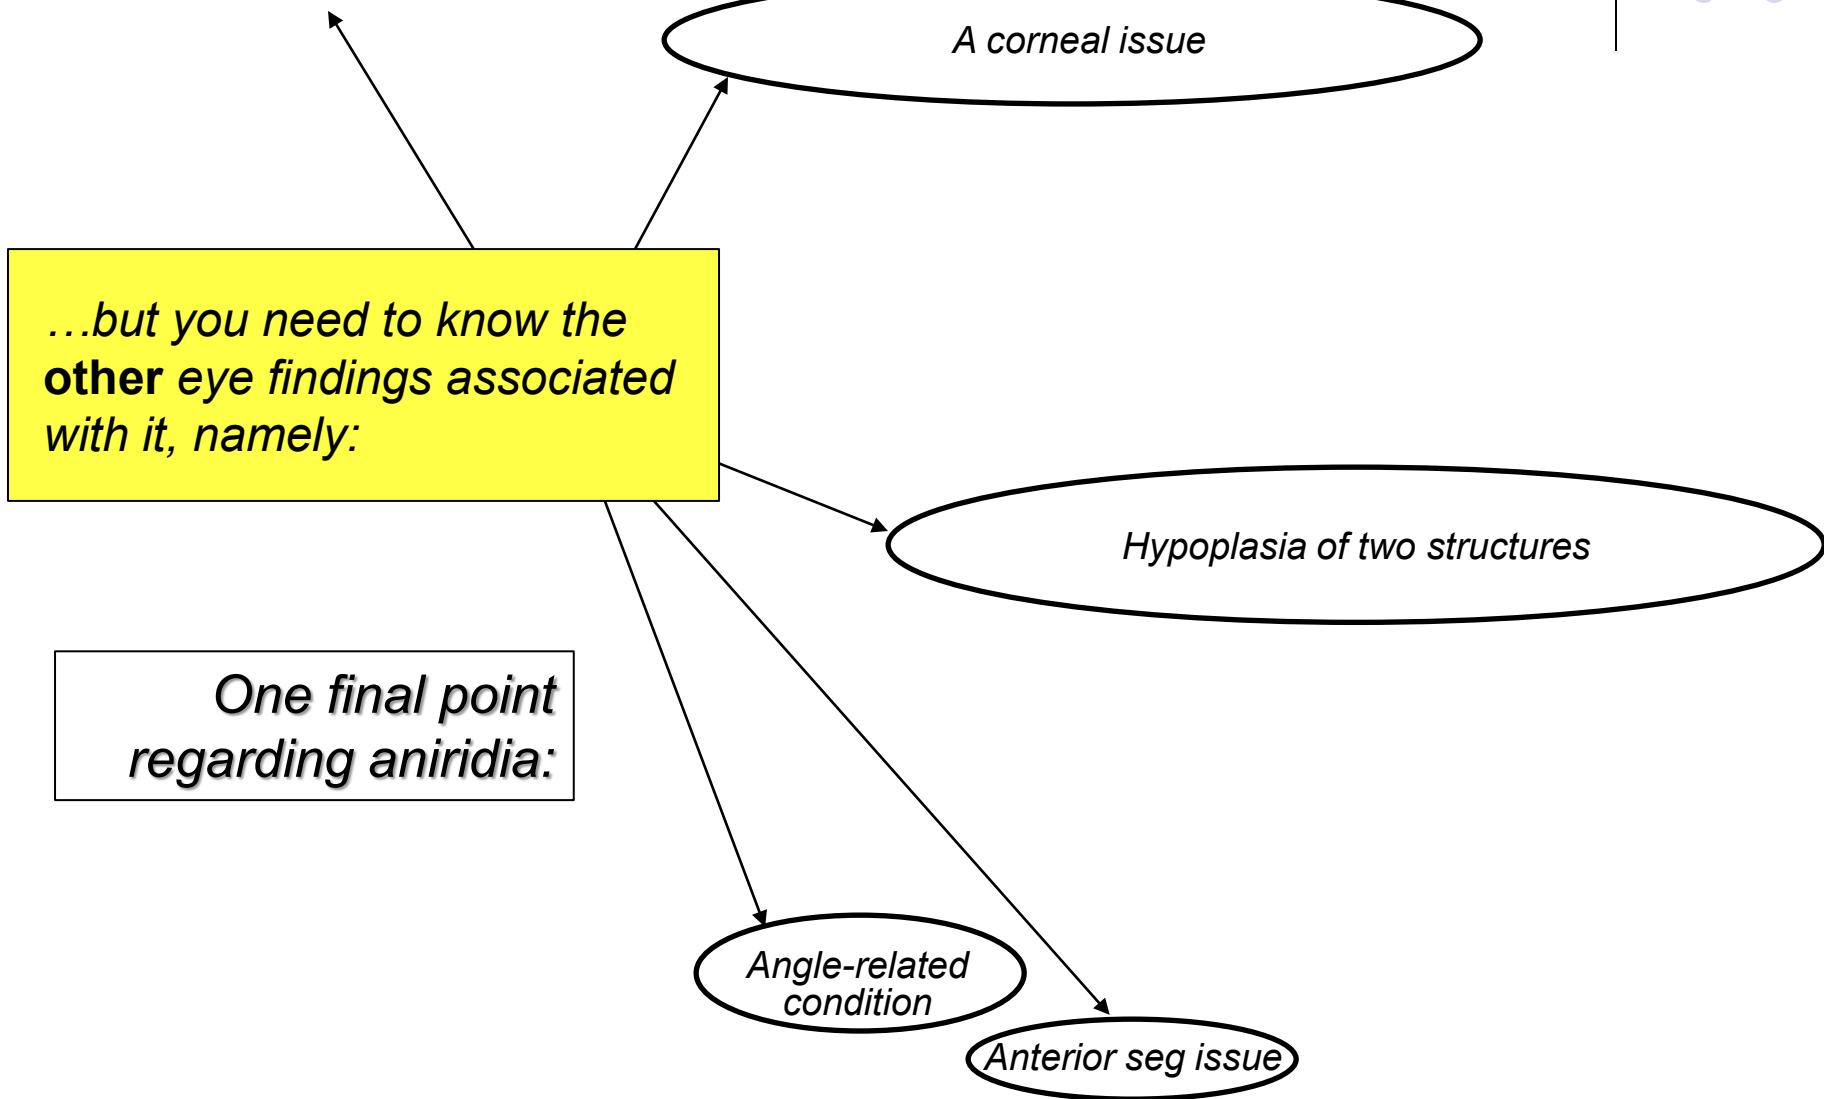 A corneal issue
…but you need to know the
other eye findings associated
with it, namely:
Hypoplasia of two structures
One final point
regarding aniridia:
Angle-related
condition
Anterior seg issue